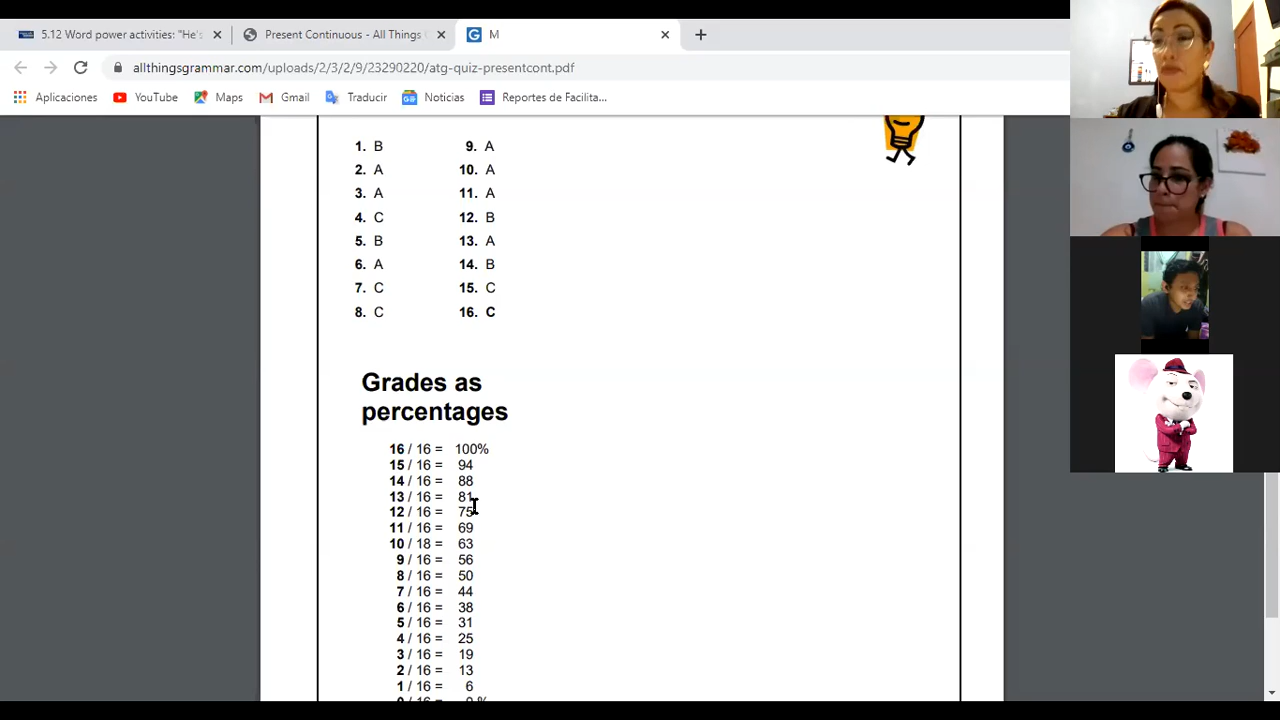 5.12 Word power activities: "He's
Present Continuous - All Things
M
allthingsgrammar.com/uploads/2/3/2/9/23290220/atg-quiz-presentcont.pdf
Aplicaciones
YouTube
Maps
Gmail
Traducir
Noticias
Reportes de Facilita...
1. B 9. A
2. A 10. A
3. A 11. A
4. C 12. B
5. B 13. A
6. A 14. B
7. C 15. C
8. C 16. C
Grades as
percentages
16 / 16 = 100%
15 / 16 = 94
14 / 16 = 88
13 / 16 = 81
12 / 16 = 75
11 / 16 = 69
10 / 18 = 63
9 / 16 = 56
8 / 16 = 50
7 / 16 = 44
6 / 16 = 38
5 / 16 = 31
4 / 16 = 25
3 / 16 = 19
2 / 16 = 13
1 / 16 = 6
0 / 16 = 0 %